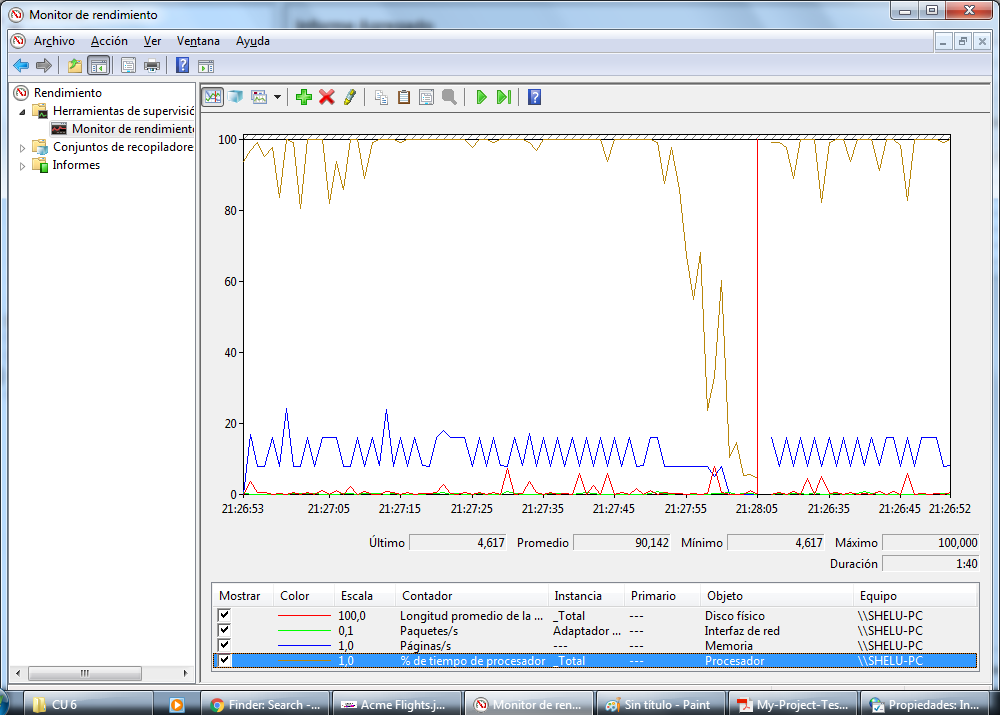 Monitor de rendimiento
Archivo Acción Ver Ventana Ayuda
Rendimiento
Herramientas de supervisió
Monitor de rendimiento
Conjuntos de recopiladore
Informes
100
80
60
40
20
0
21:26:53 21:27:05 21:27:15 21:27:25 21:27:35 21:27:45 21:27:55 21:28:05 21:26:35 21:26:45 21:26:52
Último 4,617 Promedio 90,142 Mínimo 4,617 Máximo 100,000
Duración 1:40
Mostrar Color Escala Contador Instancia Primario Objeto Equipo
100,0 Longitud promedio de la ... _Total --- Disco físico \\SHELU-PC
0,1 Paquetes/s Adaptador ... --- Interfaz de red \\SHELU-PC
1,0 Páginas/s --- --- Memoria \\SHELU-PC
1,0 % de tiempo de procesador _Total --- Procesador \\SHELU-PC
CU 6 Finder: Search -... Acme Flights.j... Monitor de ren... Sin título - Paint My-Project-Tes... Propiedades: In...